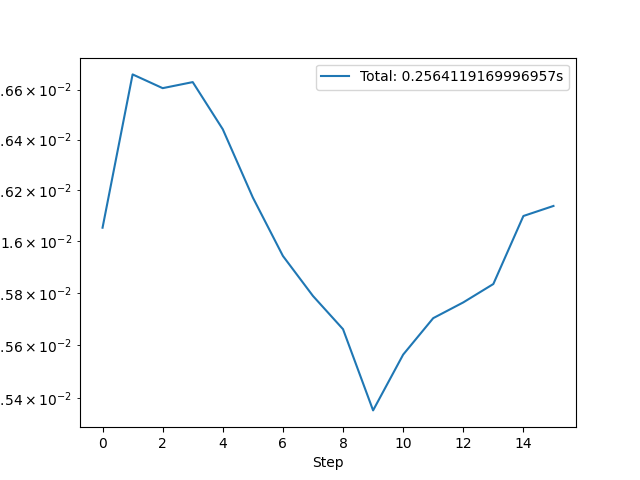 Total: 0.2564119169996957s
.66 × 10⁻²
.64 × 10⁻²
.62 × 10⁻²
1.6 × 10⁻²
.58 × 10⁻²
.56 × 10⁻²
.54 × 10⁻²
0 2 4 6 8 10 12 14
Step